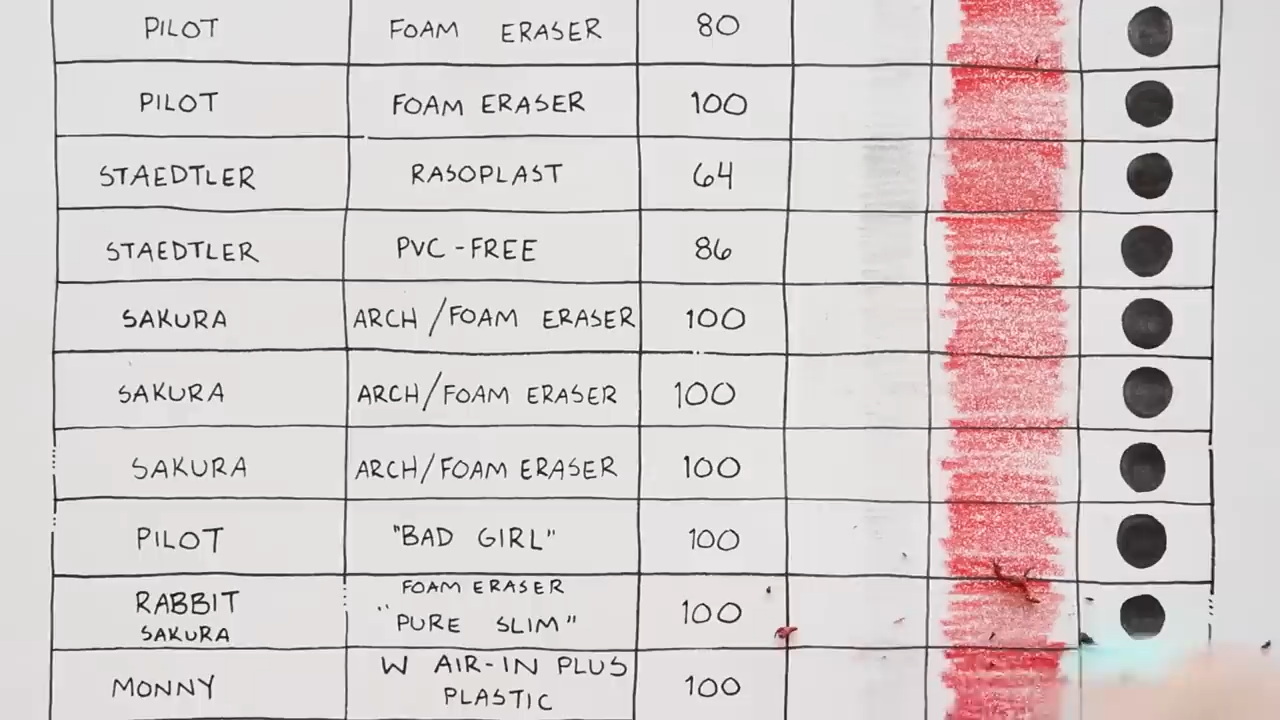 PILOT FOAM ERASER 80
PILOT FOAM ERASER 100
STAEDTLER RASOPLAST 64
STAEDTLER PVC-FREE 86
SAKURA ARCH/FOAM ERASER 100
SAKURA ARCH/FOAM ERASER 100
SAKURA ARCH/FOAM ERASER 100
PILOT "BAD GIRL" 100
RABBIT FOAM ERASER 100
SAKURA "PURE SLIM"
MONNY W AIR-IN PLUS 100
PLASTIC